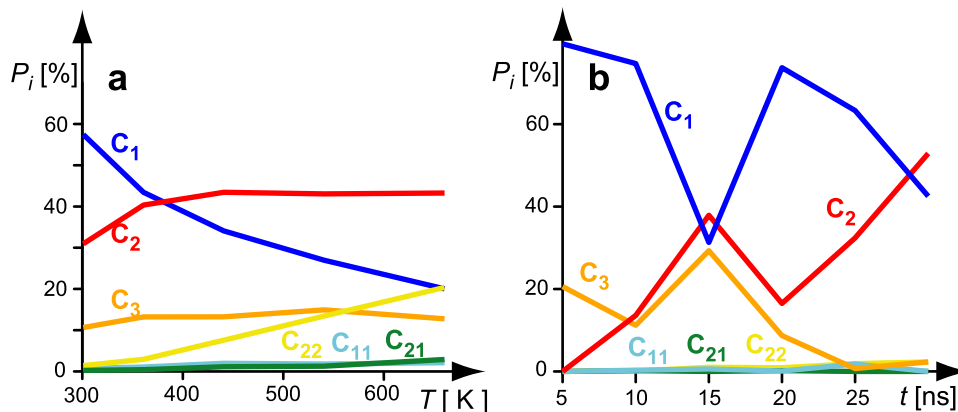 P_i [%] a
60
40
20
0
C_1
C_2
C_3
C_22 C_11 C_21
300 400 500 600 T [ K ]
P_i [%] b
60
40
20
0
C_1
C_2
C_3
C_11 C_21 C_22
5 10 15 20 25 t [ns]